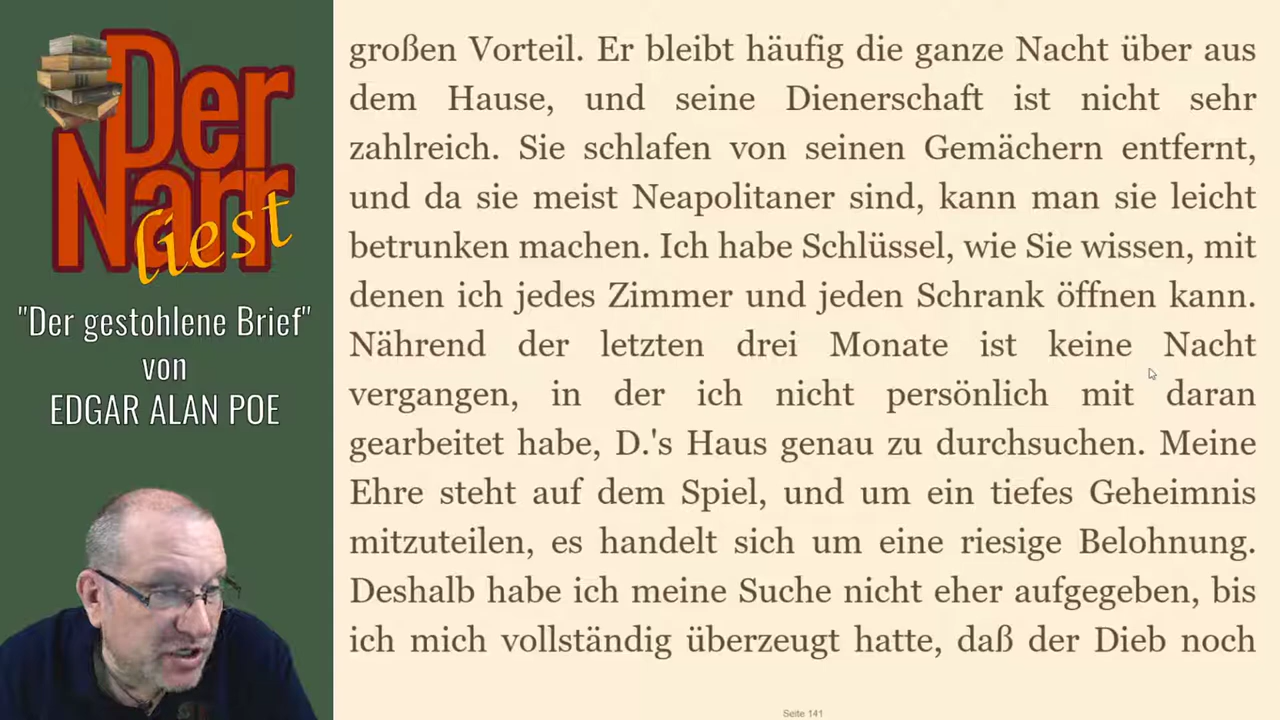 Der
Narr
liest
"Der gestohlene Brief"
von
EDGAR ALAN POE
großen Vorteil. Er bleibt häufig die ganze Nacht über aus
dem Hause, und seine Dienerschaft ist nicht sehr
zahlreich. Sie schlafen von seinen Gemächern entfernt,
und da sie meist Neapolitaner sind, kann man sie leicht
betrunken machen. Ich habe Schlüssel, wie Sie wissen, mit
denen ich jedes Zimmer und jeden Schrank öffnen kann.
Nährend der letzten drei Monate ist keine Nacht
vergangen, in der ich nicht persönlich mit daran
gearbeitet habe, D.'s Haus genau zu durchsuchen. Meine
Ehre steht auf dem Spiel, und um ein tiefes Geheimnis
mitzuteilen, es handelt sich um eine riesige Belohnung.
Deshalb habe ich meine Suche nicht eher aufgegeben, bis
ich mich vollständig überzeugt hatte, daß der Dieb noch
Seite 141